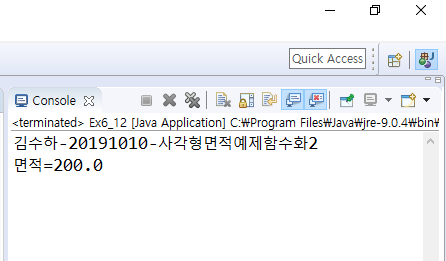 Quick Access
Console
<terminated> Ex6_12 [Java Application] C:₩Program Files₩Java₩jre-9.0.4₩bin₩
김수하-20191010-사각형면적예제함수화2
면적=200.0